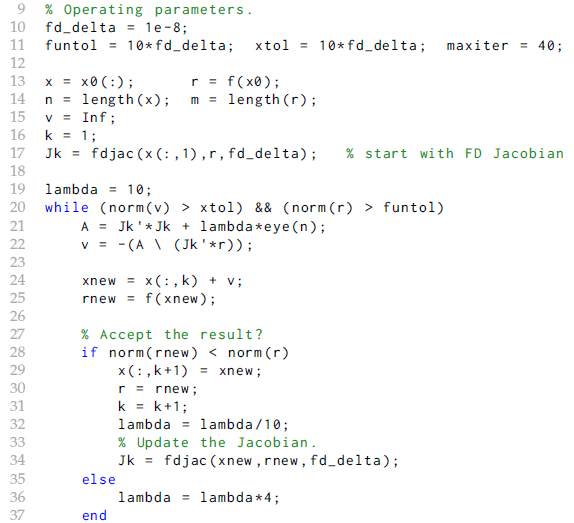 9 % Operating parameters.
10 fd_delta = 1e-8;
11 funtol = 10*fd_delta; xtol = 10*fd_delta; maxiter = 40;
12
13 x = x0(:); r = f(x0);
14 n = length(x); m = length(r);
15 v = Inf;
16 k = 1;
17 Jk = fdjac(x(:,1),r,fd_delta); % start with FD Jacobian
18
19 lambda = 10;
20 while (norm(v) > xtol) && (norm(r) > funtol)
21 A = Jk'*Jk + lambda*eye(n);
22 v = -(A \ (Jk'*r));
23
24 xnew = x(:,k) + v;
25 rnew = f(xnew);
26
27 % Accept the result?
28 if norm(rnew) < norm(r)
29 x(:,k+1) = xnew;
30 r = rnew;
31 k = k+1;
32 lambda = lambda/10;
33 % Update the Jacobian.
34 Jk = fdjac(xnew,rnew,fd_delta);
35 else
36 lambda = lambda*4;
37 end